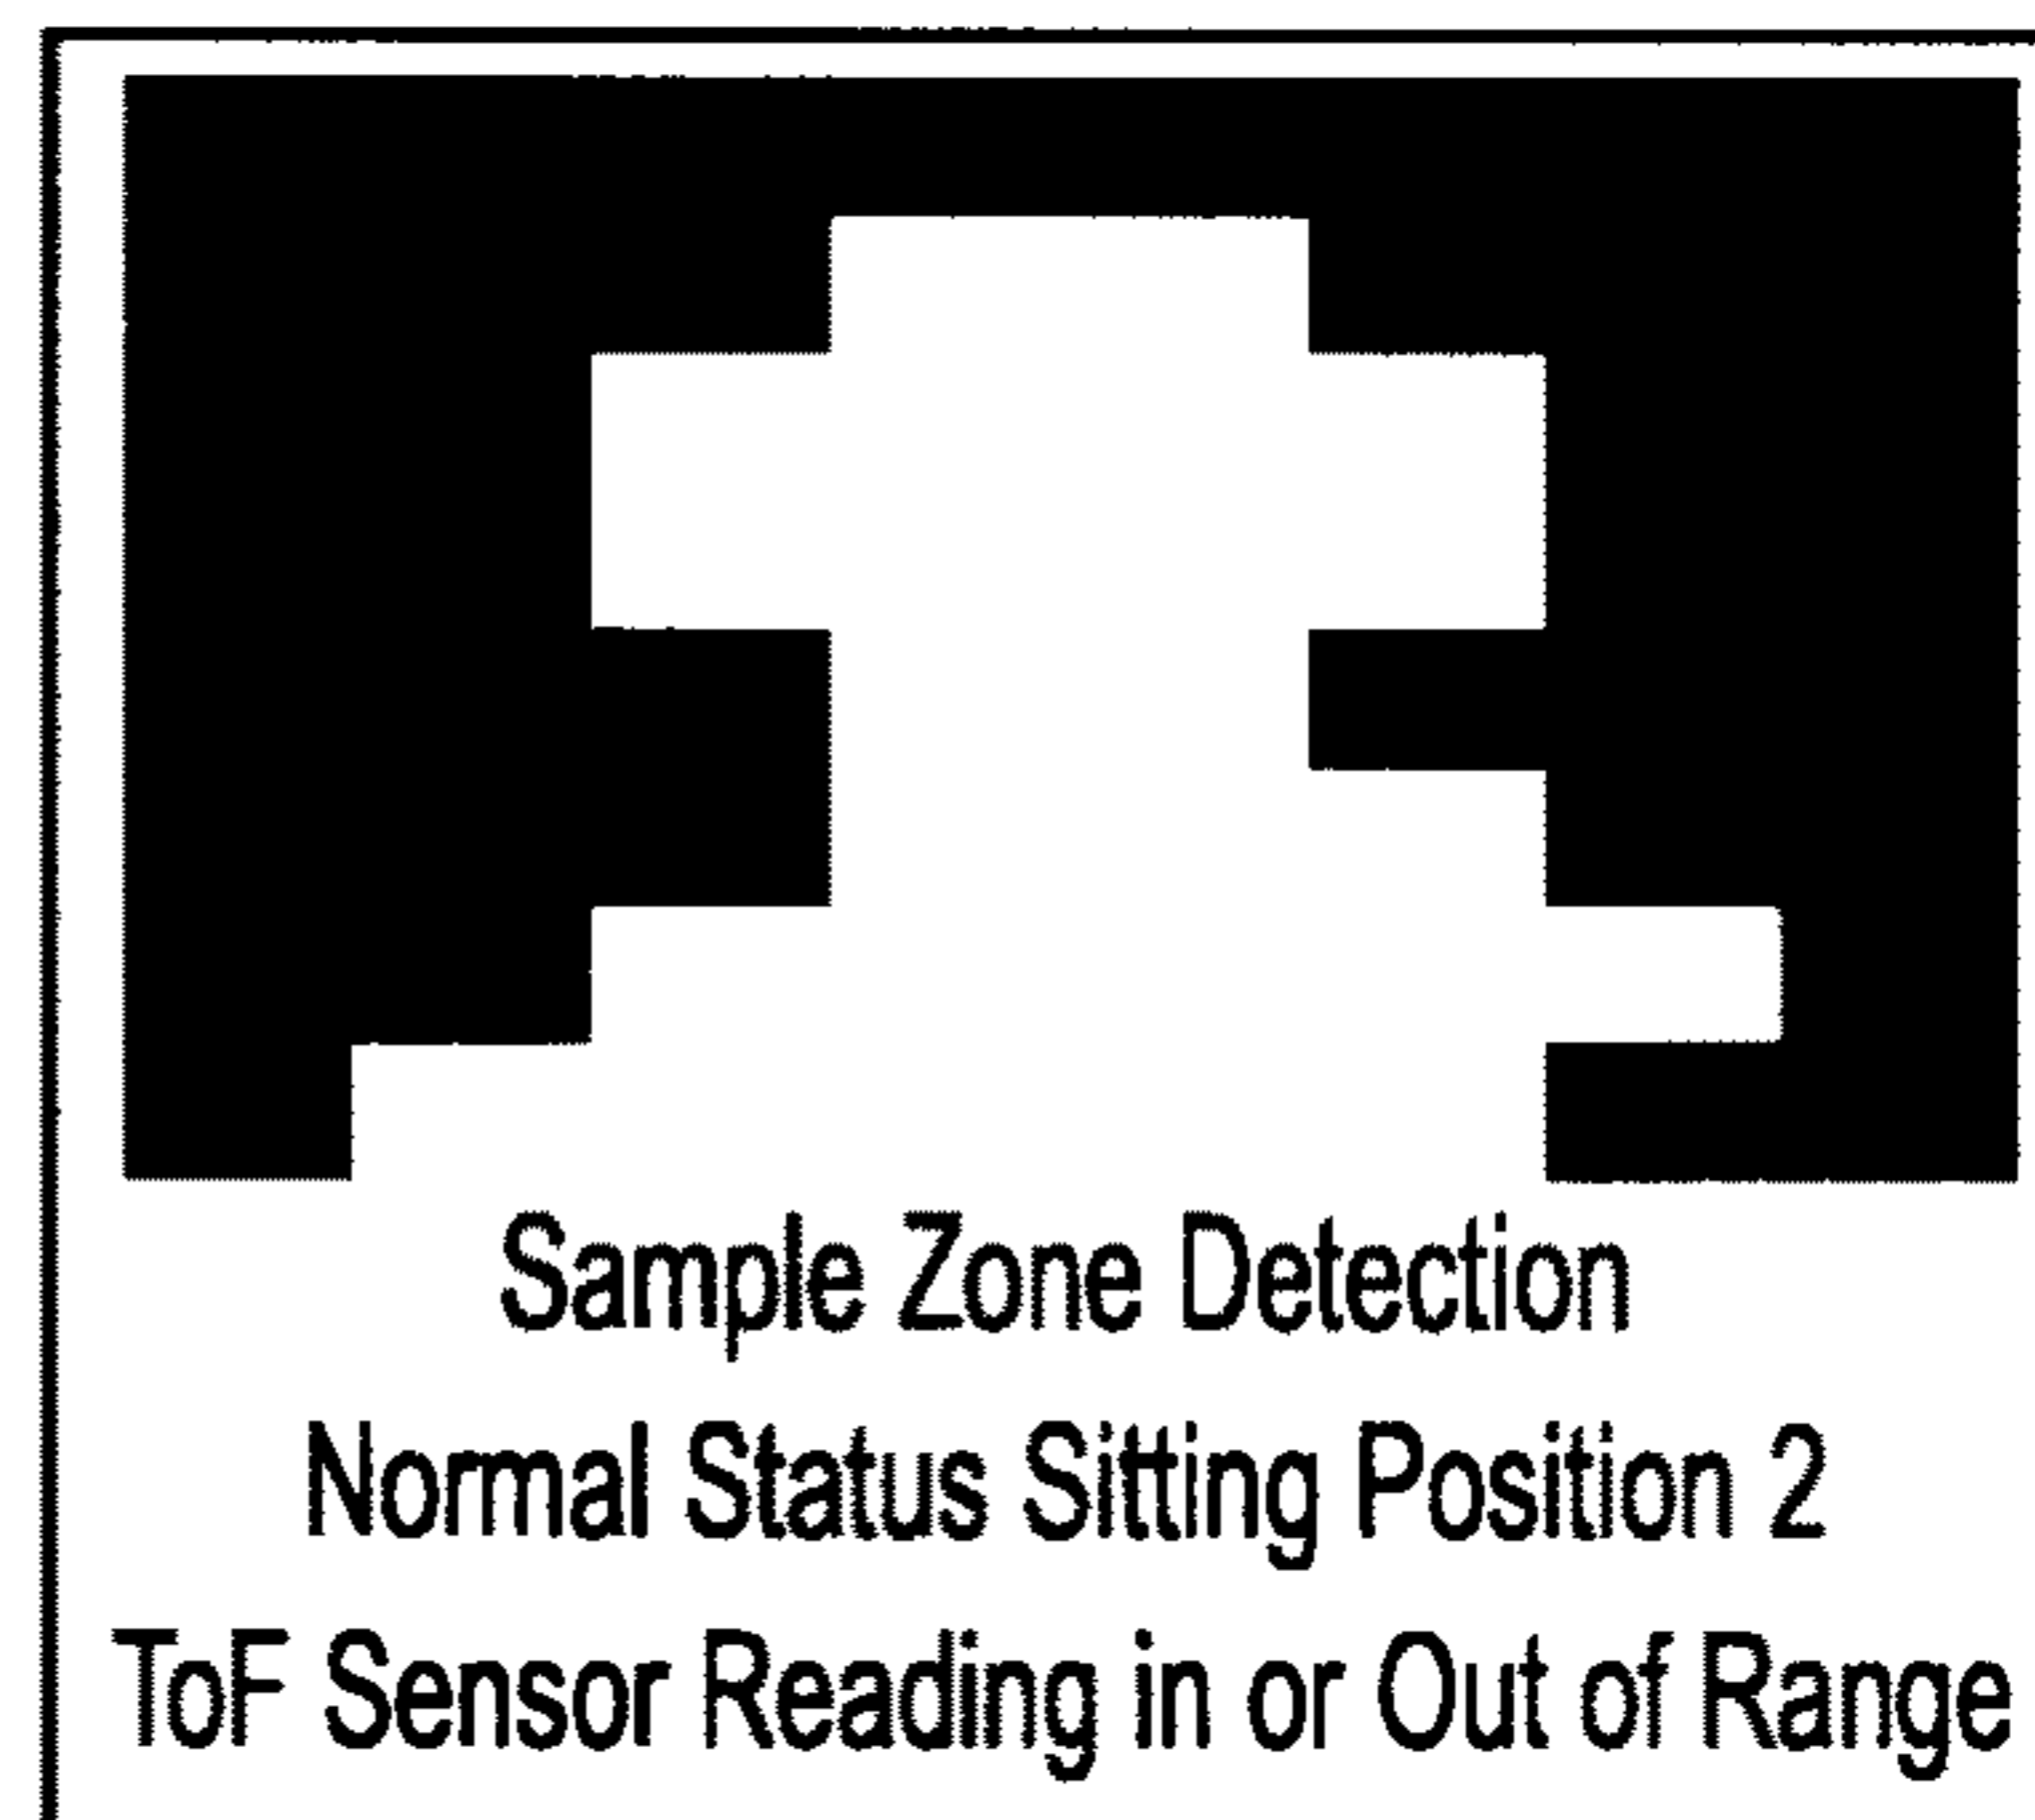 Sample Zone Detection
Normal Status Sitting Position 2
ToF Sensor Reading in or Out of Range